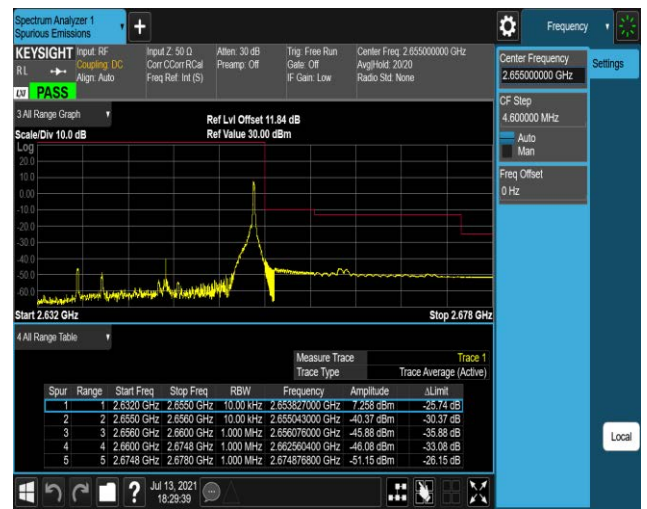 Spectrum Analyzer 1
Spurious Emissions
Frequency
KEYSIGHT
RL
Input: RF
Coupling: DC
Align: Auto
Input Z: 50 Ω
Corr CCorr RCal
Freq Ref: Int (S)
Atten: 30 dB
Preamp: Off
Trig: Free Run
Gate: Off
IF Gain: Low
Center Freq: 2.655000000 GHz
Avg|Hold: 20/20
Radio Std: None
LXI PASS
3 All Range Graph
Ref Lvl Offset 11.84 dB
Scale/Div 10.0 dB
Ref Value 30.00 dBm
Log
20.0
10.0
0.00
-10.0
-20.0
-30.0
-40.0
-50.0
-60.0
Start 2.632 GHz
Stop 2.678 GHz
4 All Range Table
Measure Trace Trace 1
Trace Type Trace Average (Active)
Spur Range Start Freq Stop Freq RBW Frequency Amplitude ΔLimit
1 1 2.6320 GHz 2.6550 GHz 10.00 kHz 2.653827000 GHz 7.258 dBm -25.74 dB
2 2 2.6550 GHz 2.6560 GHz 10.00 kHz 2.655043000 GHz -40.37 dBm -30.37 dB
3 3 2.6560 GHz 2.6600 GHz 1.000 MHz 2.656076000 GHz -45.88 dBm -35.88 dB
4 4 2.6600 GHz 2.6748 GHz 1.000 MHz 2.662560400 GHz -46.08 dBm -33.08 dB
5 5 2.6748 GHz 2.6780 GHz 1.000 MHz 2.674876800 GHz -51.15 dBm -26.15 dB
Center Frequency
2.655000000 GHz
Settings
CF Step
4.600000 MHz
Auto
Man
Freq Offset
0 Hz
Local
?
Jul 13, 2021
18:29:39